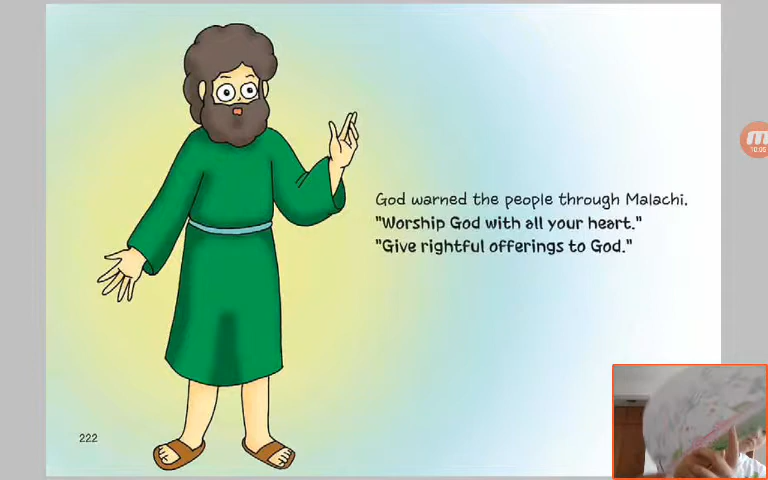 God warned the people through Malachi.
"Worship God with all your heart."
"Give rightful offerings to God."
222